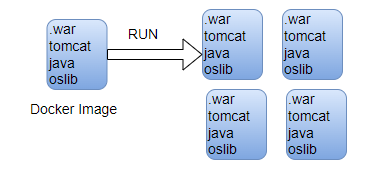 .war
tomcat
java
oslib
Docker Image
RUN
.war
tomcat
java
oslib
.war
tomcat
java
oslib
.war
tomcat
java
oslib
.war
tomcat
java
oslib